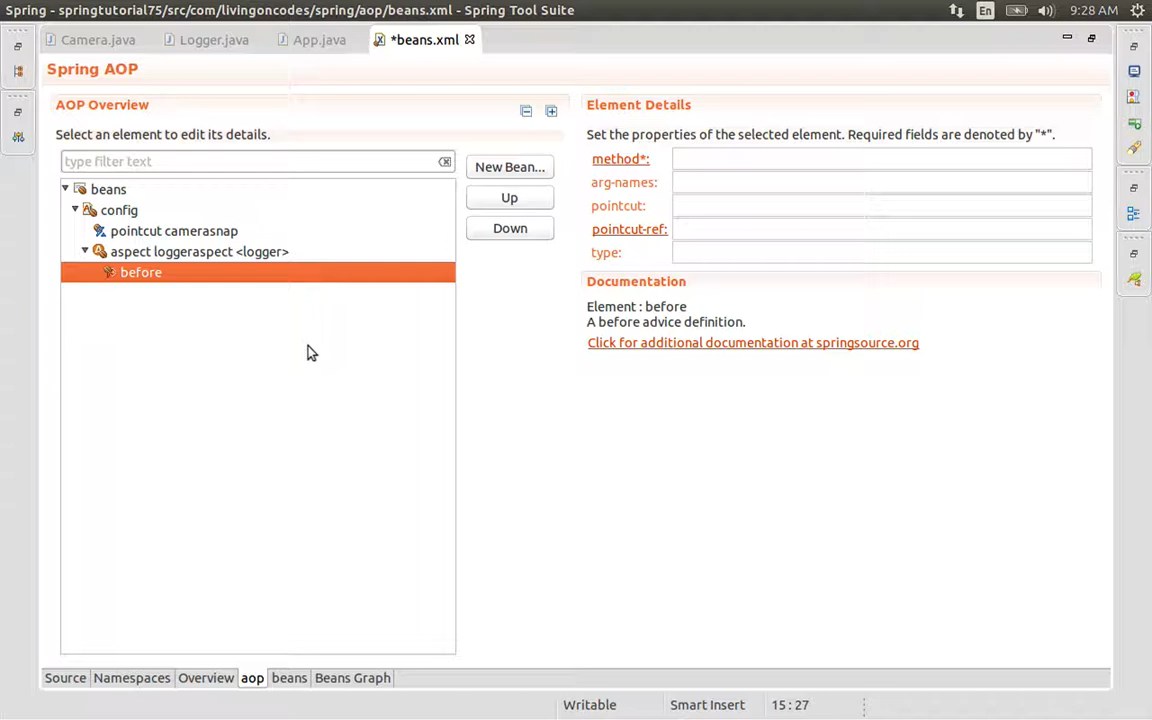 Spring - springtutorial75/src/com/livingoncodes/spring/aop/beans.xml - Spring Tool Suite
En
9:28 AM
Camera.java
Logger.java
App.java
*beans.xml
Spring AOP
AOP Overview
Select an element to edit its details.
type filter text
beans
config
pointcut camerasnap
aspect loggeraspect <logger>
before
New Bean...
Up
Down
Element Details
Set the properties of the selected element. Required fields are denoted by "*".
method*:
arg-names:
pointcut:
pointcut-ref:
type:
Documentation
Element : before
A before advice definition.
Click for additional documentation at springsource.org
Source
Namespaces
Overview
aop
beans
Beans Graph
Writable
Smart Insert
15 : 27